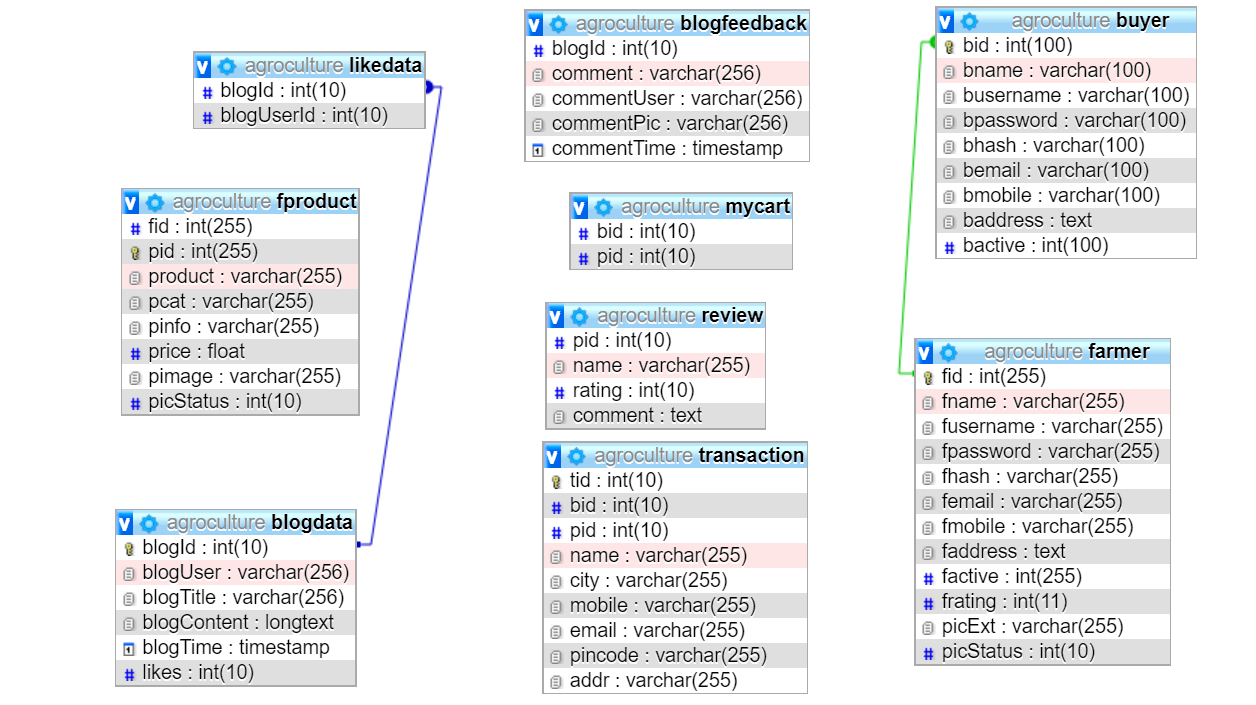 agroculture likedata
blogId : int(10)
blogUserId : int(10)
agroculture fproduct
fid : int(255)
pid : int(255)
product : varchar(255)
pcat : varchar(255)
pinfo : varchar(255)
price : float
pimage : varchar(255)
picStatus : int(10)
agroculture blogdata
blogId : int(10)
blogUser : varchar(256)
blogTitle : varchar(256)
blogContent : longtext
blogTime : timestamp
likes : int(10)
agroculture blogfeedback
blogId : int(10)
comment : varchar(256)
commentUser : varchar(256)
commentPic : varchar(256)
commentTime : timestamp
agroculture mycart
bid : int(10)
pid : int(10)
agroculture review
pid : int(10)
name : varchar(255)
rating : int(10)
comment : text
agroculture transaction
tid : int(10)
bid : int(10)
pid : int(10)
name : varchar(255)
city : varchar(255)
mobile : varchar(255)
email : varchar(255)
pincode : varchar(255)
addr : varchar(255)
agroculture buyer
bid : int(100)
bname : varchar(100)
busername : varchar(100)
bpassword : varchar(100)
bhash : varchar(100)
bemail : varchar(100)
bmobile : varchar(100)
baddress : text
bactive : int(100)
agroculture farmer
fid : int(255)
fname : varchar(255)
fusername : varchar(255)
fpassword : varchar(255)
fhash : varchar(255)
femail : varchar(255)
fmobile : varchar(255)
faddress : text
factive : int(255)
frating : int(11)
picExt : varchar(255)
picStatus : int(10)